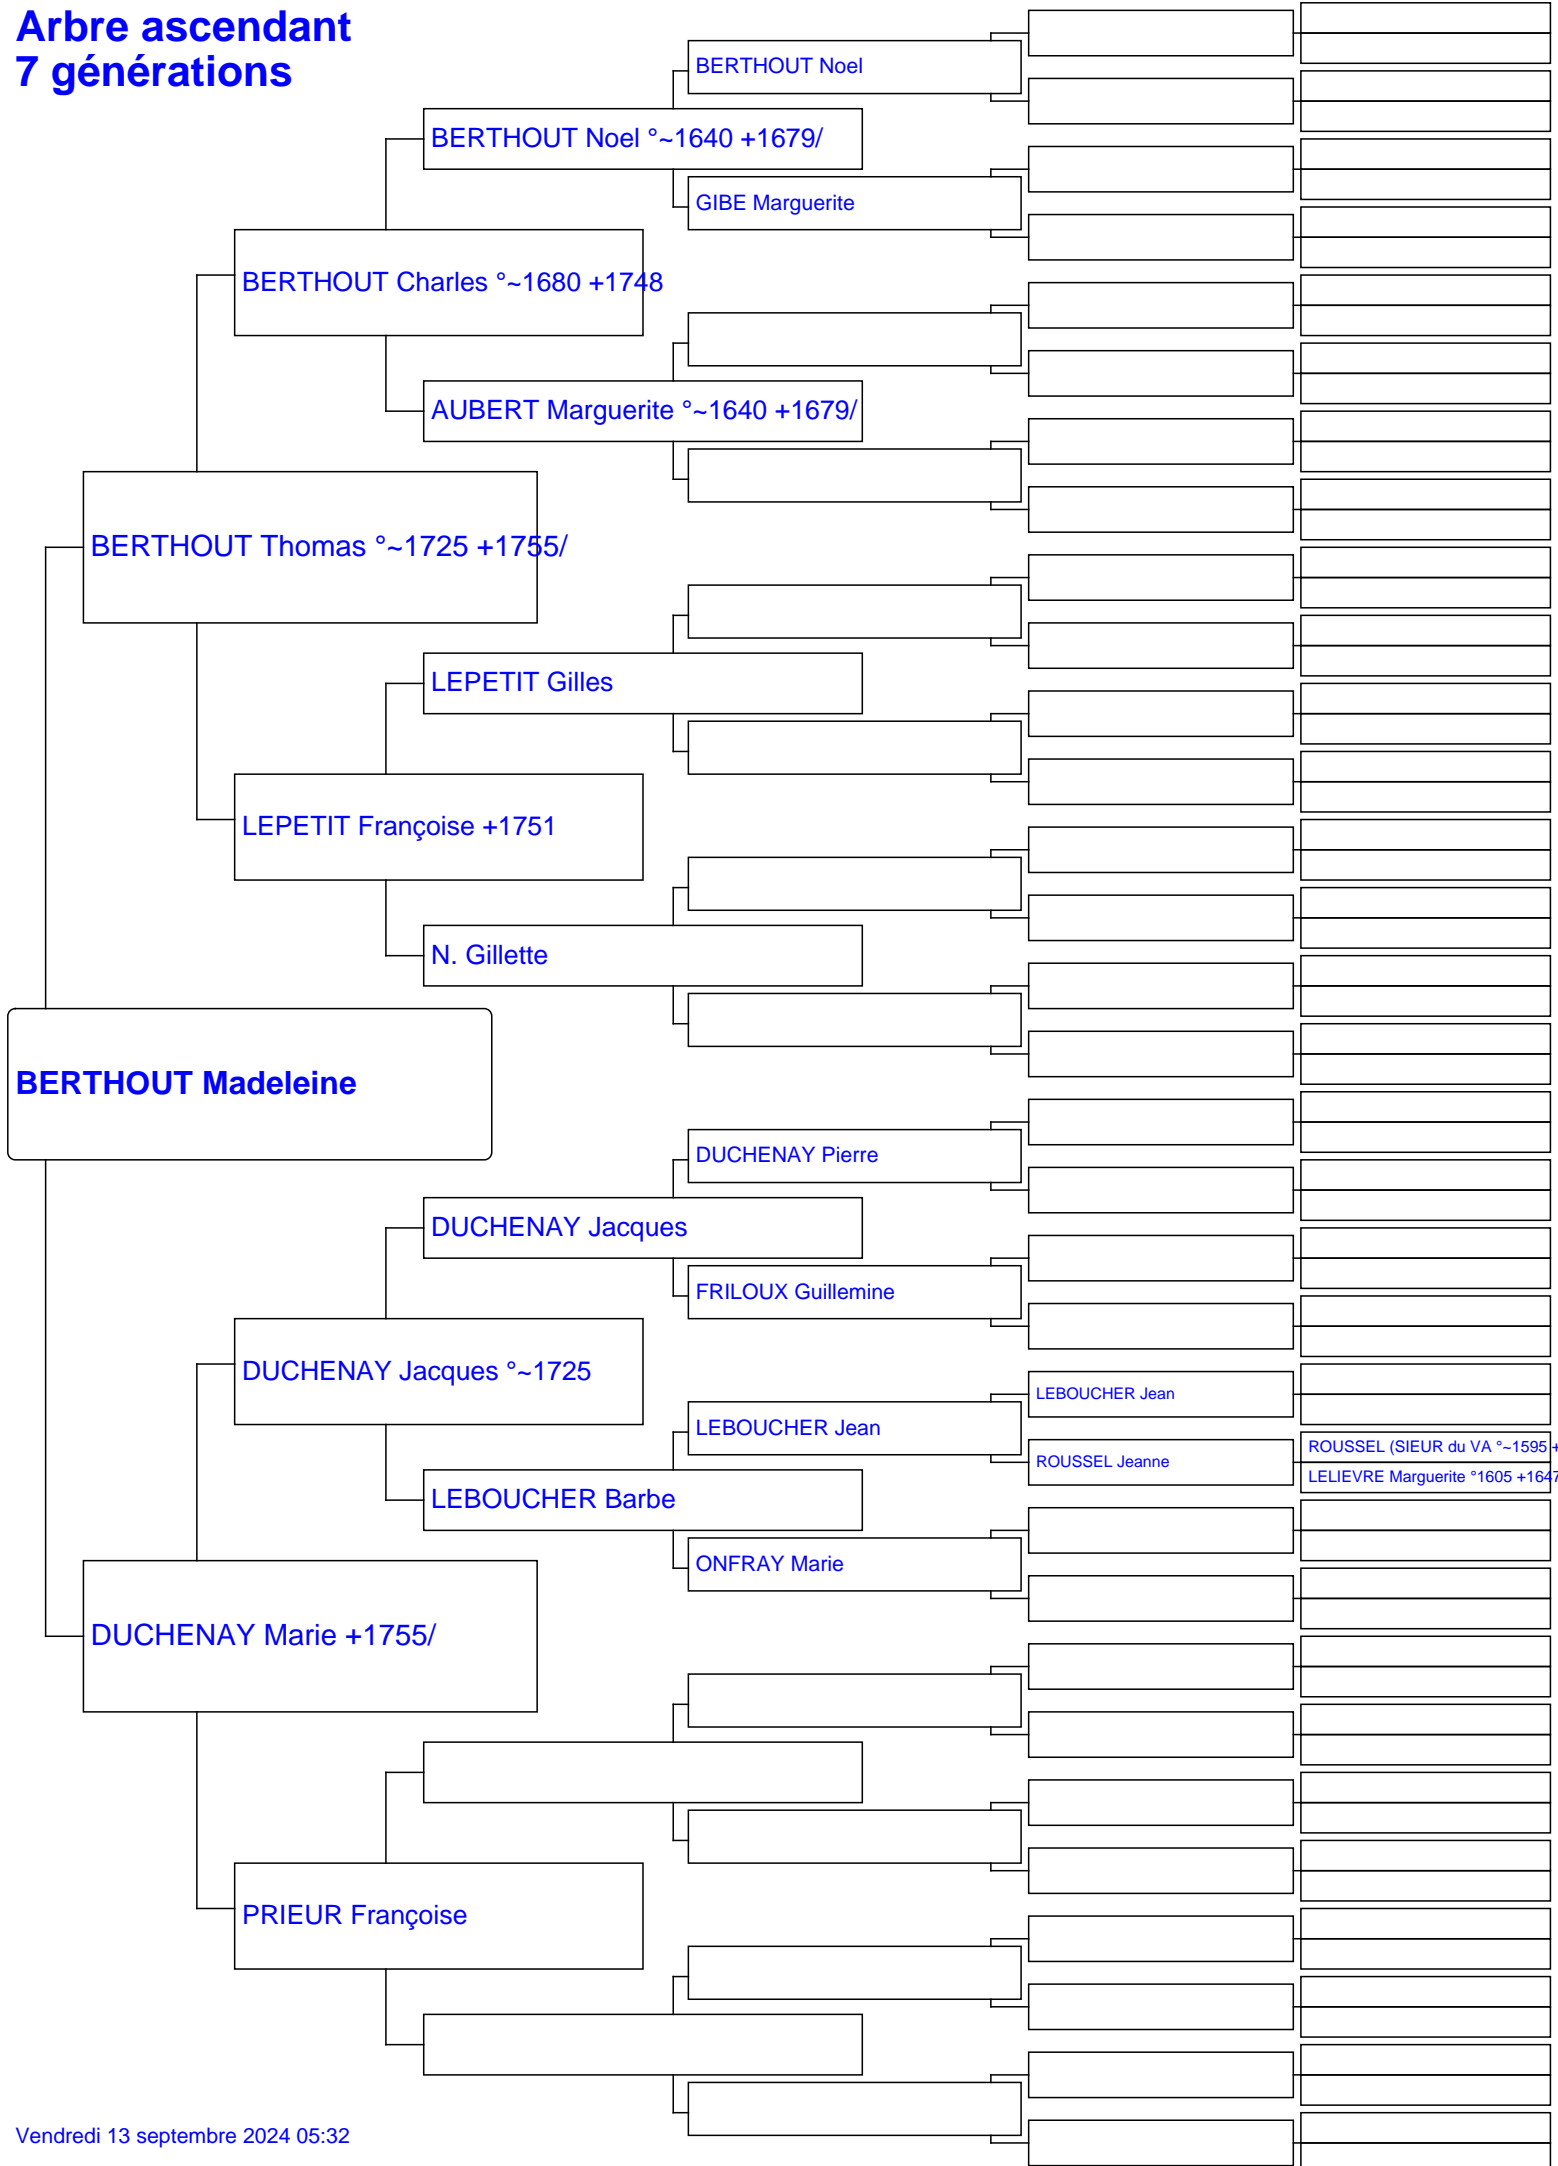 Arbre ascendant
7 générations
BERTHOUT Noel
BERTHOUT Noel °~1640 +1679/
GIBE Marguerite
BERTHOUT Charles °~1680 +1748
AUBERT Marguerite °~1640 +1679/
BERTHOUT Thomas °~1725 +1755/
LEPETIT Gilles
LEPETIT Françoise +1751
N. Gillette
BERTHOUT Madeleine
DUCHENAY Pierre
DUCHENAY Jacques
FRILOUX Guillemine
DUCHENAY Jacques °~1725
LEBOUCHER Jean
LEBOUCHER Jean
ROUSSEL (SIEUR du VA °~1595 +
ROUSSEL Jeanne
LELIEVRE Marguerite °1605 +1647
LEBOUCHER Barbe
ONFRAY Marie
DUCHENAY Marie +1755/
PRIEUR Françoise
Vendredi 13 septembre 2024 05:32